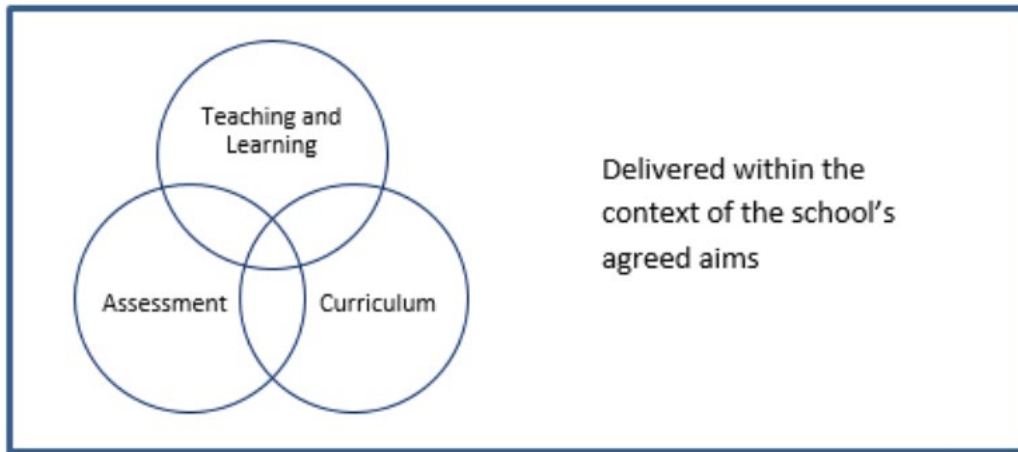 Teaching and
Learning
Assessment
Curriculum
Delivered within the
context of the school’s
agreed aims